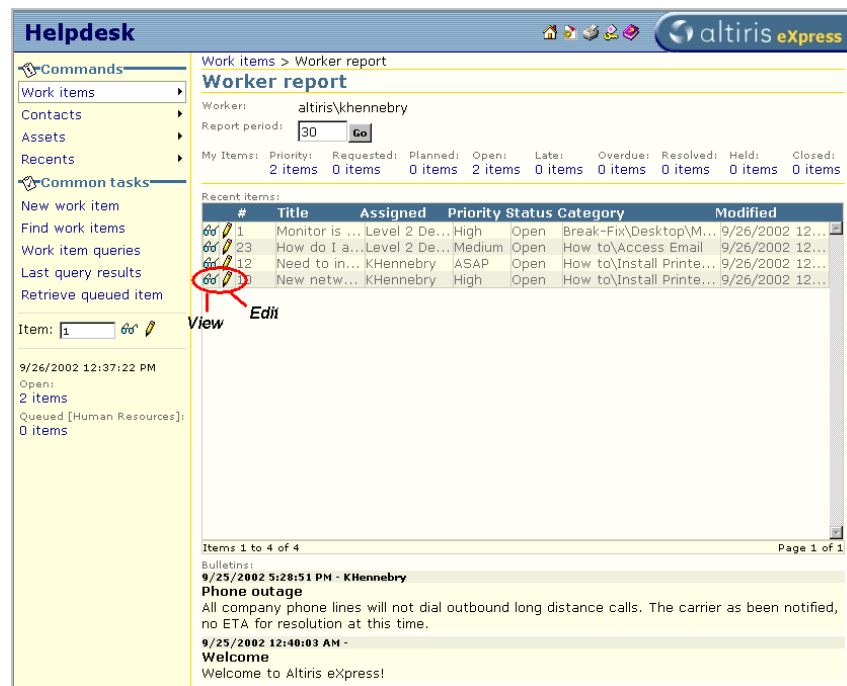 Helpdesk
altiris eXpress
Commands
Work items
Contacts
Assets
Recents
Common tasks
New work item
Find work items
Work item queries
Last query results
Retrieve queued item
Item: 1
9/26/2002 12:37:22 PM
Open:
2 items
Queued [Human Resources]:
0 items
Work items > Worker report
Worker report
Worker: altiris\khennebry
Report period: 30 Go
My Items: Priority: Requested: Planned: Open: Late: Overdue: Resolved: Held: Closed:
2 items 0 items 0 items 2 items 0 items 0 items 0 items 0 items 0 items
Recent items:
# Title Assigned Priority Status Category Modified
1 Monitor is ... Level 2 De... High Open Break-Fix\Desktop\M... 9/26/2002 12...
23 How do I a... Level 2 De... Medium Open How to\Access Email 9/26/2002 12...
12 Need to in... KHennebry ASAP Open How to\Install Printe... 9/26/2002 12...
10 New netw... KHennebry High Open How to\Install Printe... 9/26/2002 12...
View Edit
Items 1 to 4 of 4 Page 1 of 1
Bulletins:
9/25/2002 5:28:51 PM - KHennebry
Phone outage
All company phone lines will not dial outbound long distance calls. The carrier as been notified,
no ETA for resolution at this time.
9/25/2002 12:40:03 AM -
Welcome
Welcome to Altiris eXpress!